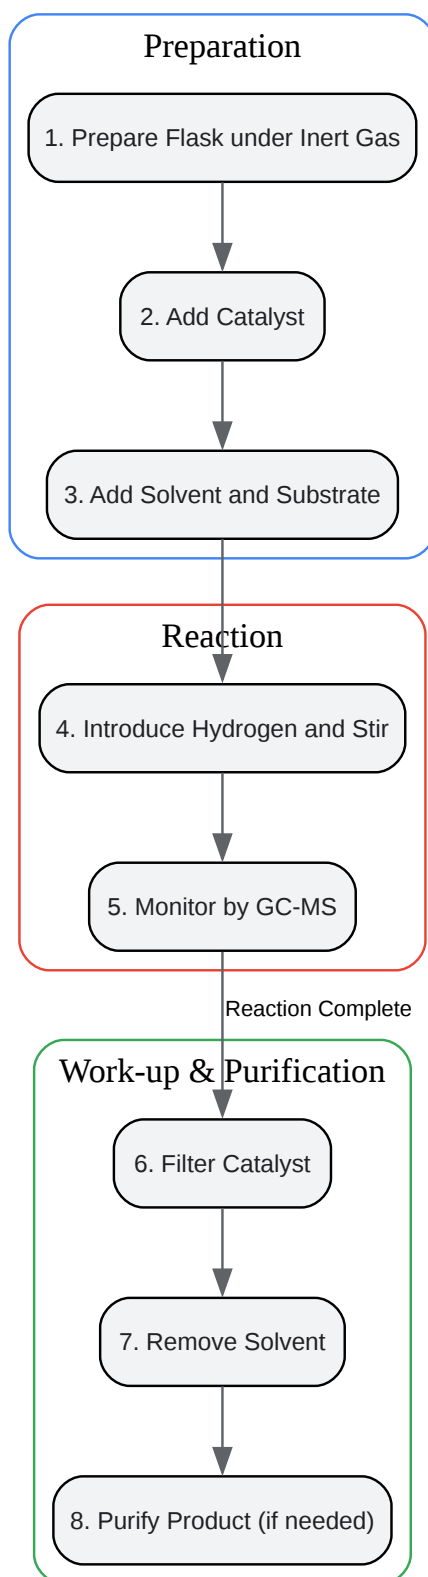 Preparation
1. Prepare Flask under Inert Gas
2. Add Catalyst
3. Add Solvent and Substrate
Reaction
4. Introduce Hydrogen and Stir
5. Monitor by GC-MS
Reaction Complete
Work-up & Purification
6. Filter Catalyst
7. Remove Solvent
8. Purify Product (if needed)